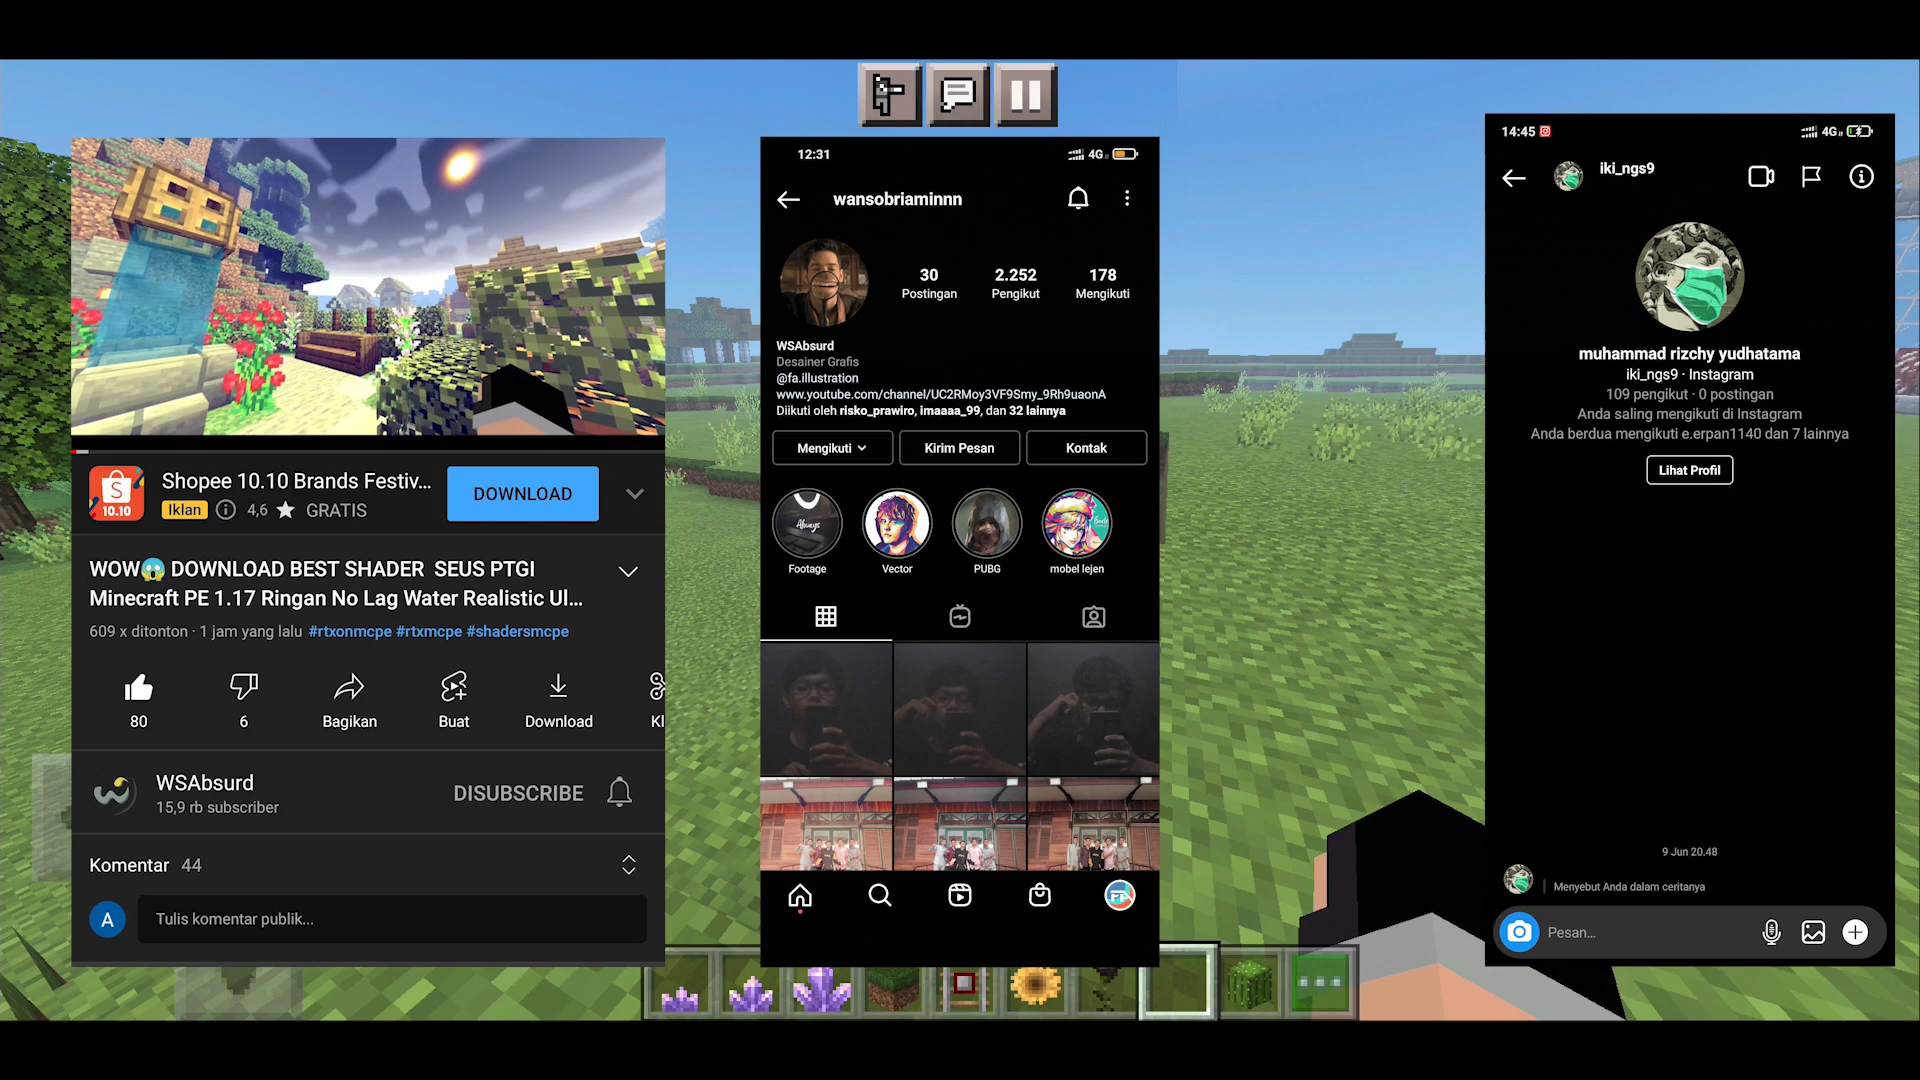 Shopee 10.10 Brands Festiv...
10.10
Iklan 4,6 GRATIS
DOWNLOAD
WOW😱 DOWNLOAD BEST SHADER SEUS PTGI
Minecraft PE 1.17 Ringan No Lag Water Realistic Ul...
609 x ditonton · 1 jam yang lalu #rtxonmcpe #rtxmcpe #shadersmcpe
80 6 Bagikan Buat Download Kl
WSAbsurd
15,9 rb subscriber
DISUBSCRIBE
Komentar 44
A
Tulis komentar publik...
12:31 4G
wansobriaminnn
30 2.252 178
Postingan Pengikut Mengikuti
WSAbsurd
Desainer Grafis
@fa.illustration
www.youtube.com/channel/UC2RMoy3VF9Smy_9Rh9uaonA
Diikuti oleh risko_prawiro, imaaaa_99, dan 32 lainnya
Mengikuti Kirim Pesan Kontak
Always
Footage Vector PUBG mobel lejen
14:45 4G
iki_ngs9
muhammad rizchy yudhatama
iki_ngs9 · Instagram
109 pengikut · 0 postingan
Anda saling mengikuti di Instagram
Anda berdua mengikuti e.erpan1140 dan 7 lainnya
Lihat Profil
9 Jun 20.48
Menyebut Anda dalam ceritanya
Pesan...